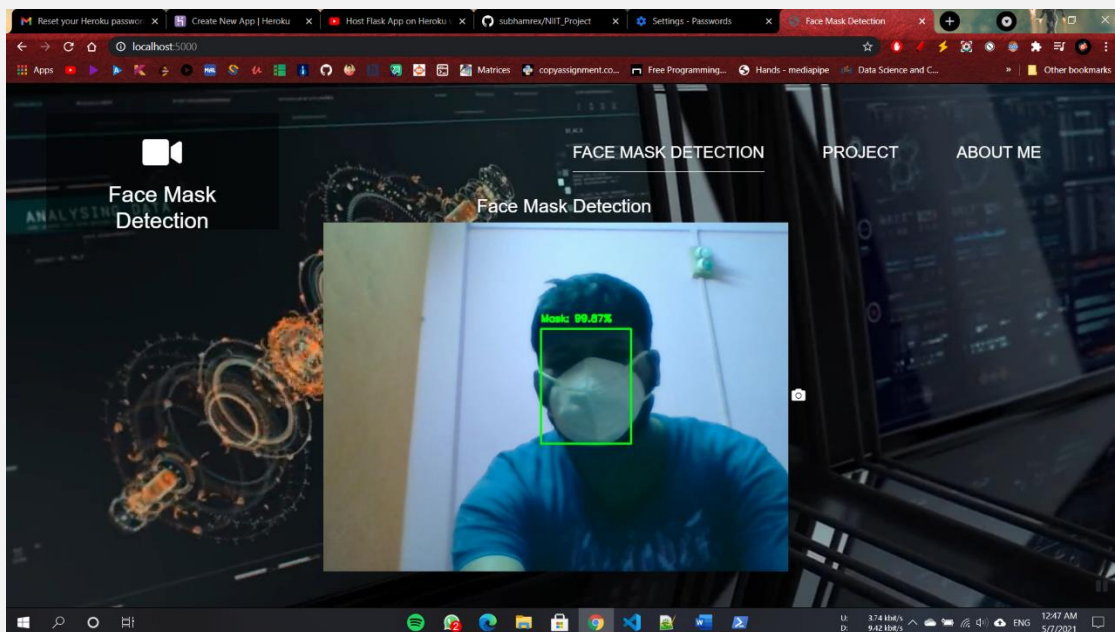 Reset your Heroku passwor
Create New App | Heroku
Host Flask App on Heroku
subhamrex/NIIT_Project
Settings - Passwords
Face Mask Detection
localhost:5000
Apps
Matrices
copyassignment.co...
Free Programming...
Hands - mediapipe
Data Science and C...
Other bookmarks
FACE MASK DETECTION
PROJECT
ABOUT ME
Face Mask
Detection
ANALYSING
Face Mask Detection
Mask: 99.87%
U: 3.74 kbit/s
D: 9.42 kbit/s
ENG
12:47 AM
5/7/2021